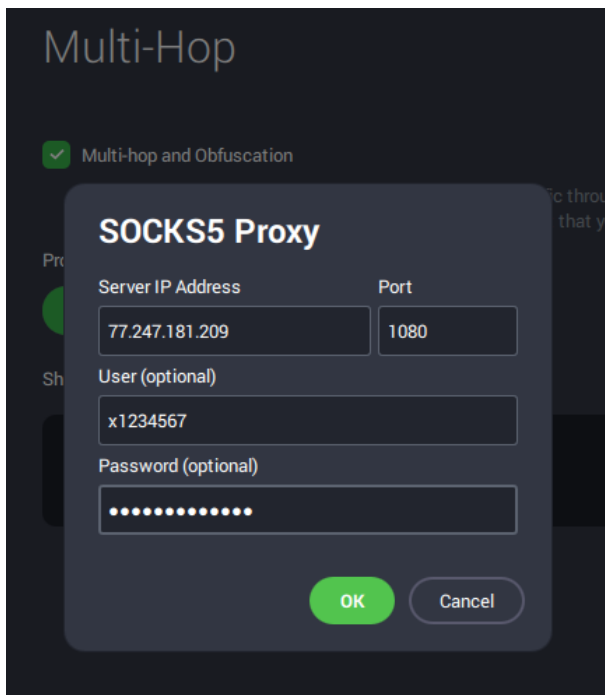 Multi-Hop
Multi-hop and Obfuscation
SOCKS5 Proxy
Server IP Address Port
77.247.181.209 1080
User (optional)
x1234567
Password (optional)
•••••••••••••
OK Cancel